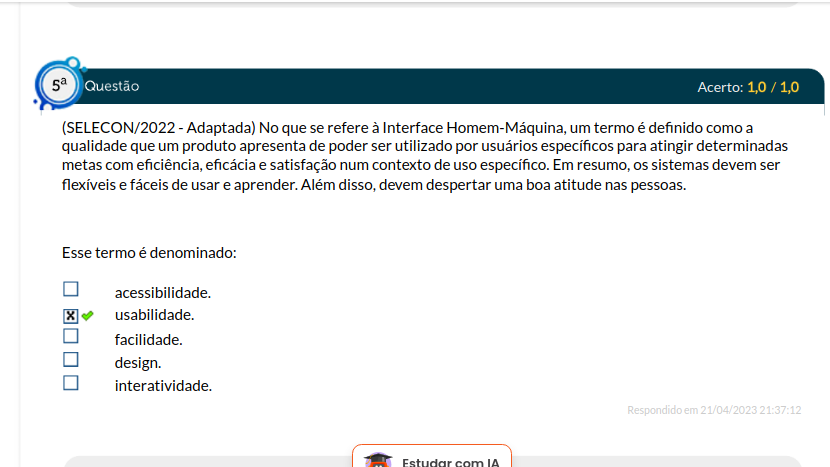 5ª Questão
Acerto: 1,0 / 1,0
(SELECON/2022 - Adaptada) No que se refere à Interface Homem-Máquina, um termo é definido como a
qualidade que um produto apresenta de poder ser utilizado por usuários específicos para atingir determinadas
metas com eficiência, eficácia e satisfação num contexto de uso específico. Em resumo, os sistemas devem ser
flexíveis e fáceis de usar e aprender. Além disso, devem despertar uma boa atitude nas pessoas.
Esse termo é denominado:
acessibilidade.
usabilidade.
facilidade.
design.
interatividade.
Respondido em 21/04/2023 21:37:12
Estudar com IA